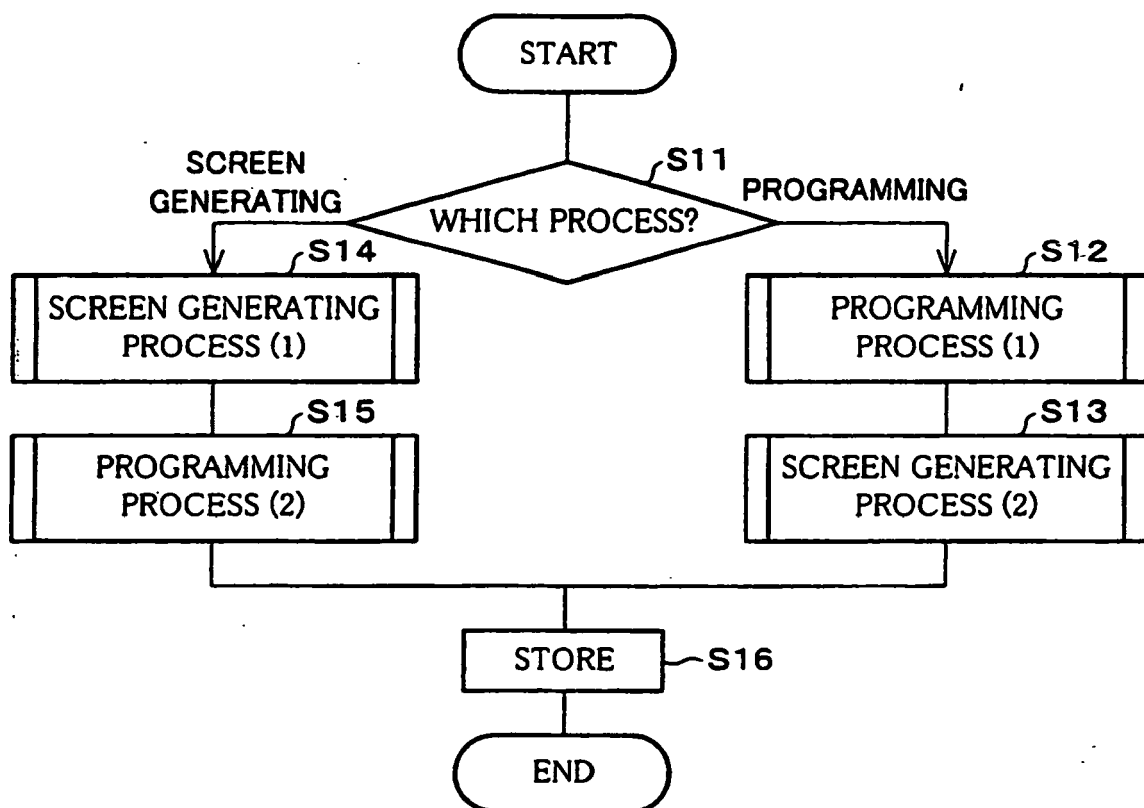 START
S11
SCREEN
GENERATING
PROGRAMMING
WHICH PROCESS?
S14
S12
SCREEN GENERATING
PROCESS (1)
PROGRAMMING
PROCESS (1)
S15
S13
PROGRAMMING
PROCESS (2)
SCREEN GENERATING
PROCESS (2)
STORE
S16
END